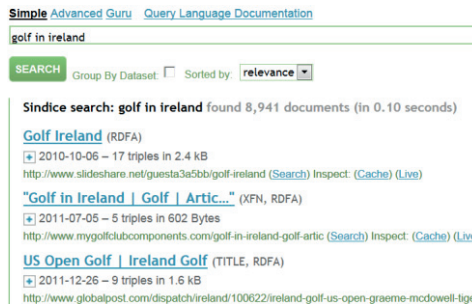 Simple Advanced Guru Query Language Documentation
golf in ireland
SEARCH Group By Dataset: Sorted by: relevance
Sindice search: golf in ireland found 8,941 documents (in 0.10 seconds)
Golf Ireland (RDFA)
+ 2010-10-06 – 17 triples in 2.4 kB
http://www.slideshare.net/guesta3a5bb/golf-ireland (Search) Inspect: (Cache) (Live)
"Golf in Ireland | Golf | Artic..." (XFN, RDFA)
+ 2011-07-05 – 5 triples in 602 Bytes
http://www.mygolfclubcomponents.com/golf-in-ireland-golf-artic (Search) Inspect: (Cache) (Live
US Open Golf | Ireland Golf (TITLE, RDFA)
+ 2011-12-26 – 9 triples in 1.6 kB
http://www.globalpost.com/dispatch/ireland/100622/ireland-golf-us-open-graeme-mcdowell-tig